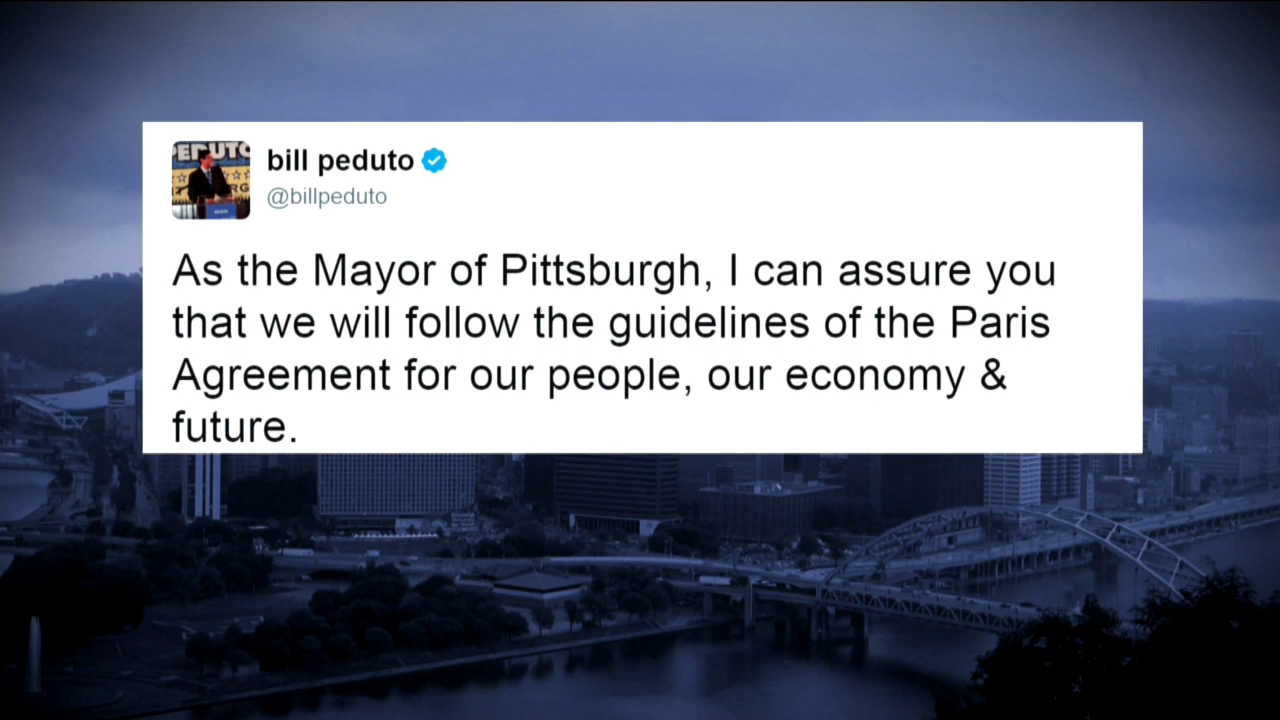 PEDUTO
bill peduto
@billpeduto
As the Mayor of Pittsburgh, I can assure you
that we will follow the guidelines of the Paris
Agreement for our people, our economy &
future.